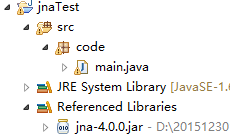 jnaTest
src
code
main.java
JRE System Library [JavaSE-1.
Referenced Libraries
jna-4.0.0.jar - D:\20151230